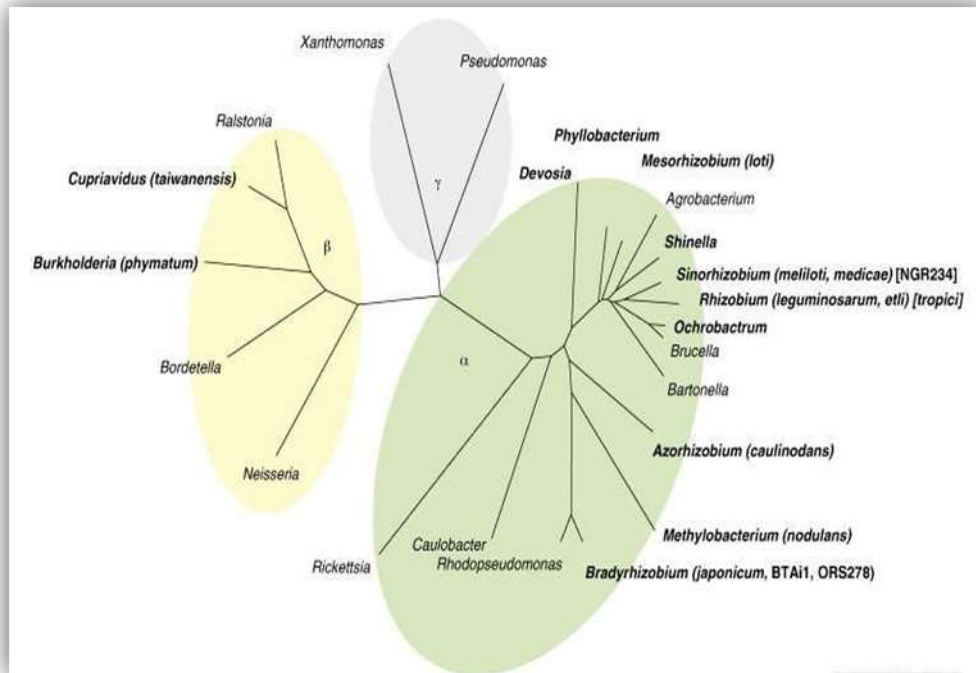 Xanthomonas
Pseudomonas
Ralstonia
Phyllobacterium
Mesorhizobium (loti)
Cupriavidus (taiwanensis)
Devosia
γ
Agrobacterium
β
Shinella
Burkholderia (phymatum)
Sinorhizobium (meliloti, medicae) [NGR234]
Rhizobium (leguminosarum, etli) [tropici]
Ochrobactrum
Brucella
Bordetella
α
Bartonella
Azorhizobium (caulinodans)
Neisseria
Methylobacterium (nodulans)
Caulobacter
Rickettsia
Rhodopseudomonas
Bradyrhizobium (japonicum, BTAi1, ORS278)